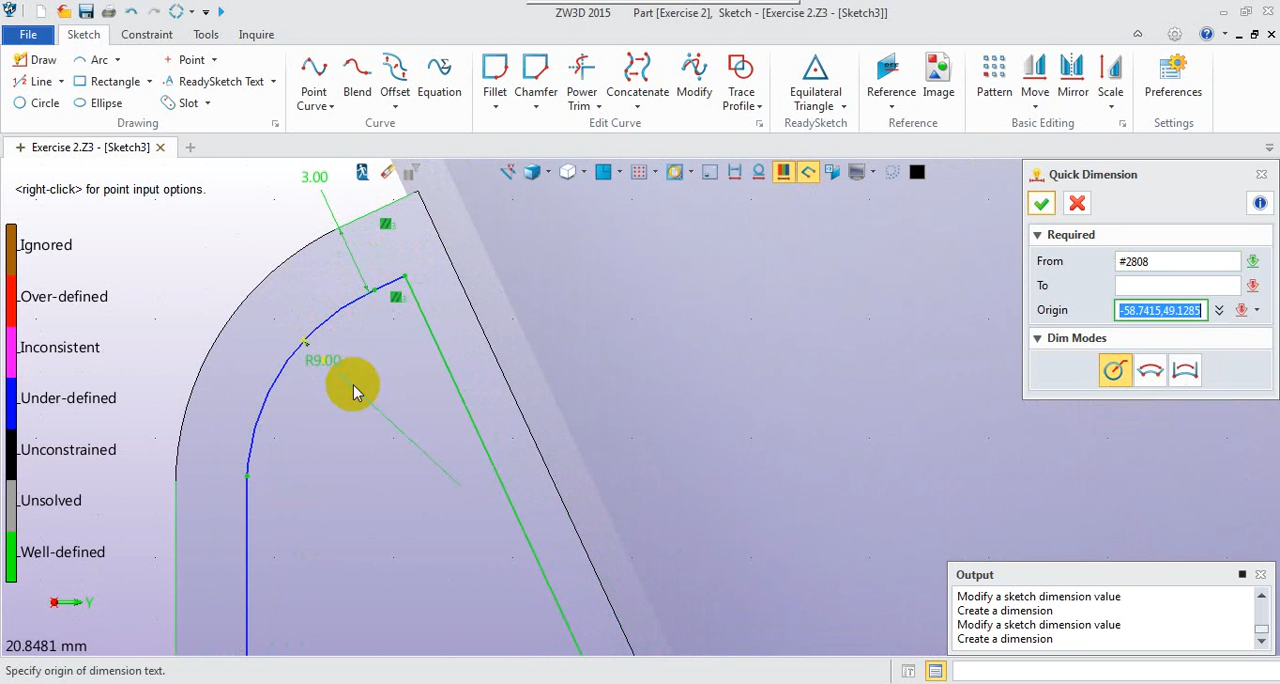 ZW3D 2015 Part [Exercise 2], Sketch - [Exercise 2.Z3 - [Sketch3]]
File Sketch Constraint Tools Inquire
Draw Arc Point
Line Rectangle ReadySketch Text
Circle Ellipse Slot
Drawing
Point Curve Blend Offset Equation
Curve
Fillet Chamfer Power Trim Concatenate Modify Trace Profile
Edit Curve
Equilateral Triangle
ReadySketch
Reference Image
Reference
Pattern Move Mirror Scale
Basic Editing
Preferences
Settings
Exercise 2.Z3 - [Sketch3]
<right-click> for point input options.
3.00
R9.00
Ignored
Over-defined
Inconsistent
Under-defined
Unconstrained
Unsolved
Well-defined
Y
20.8481 mm
Quick Dimension
Required
From #2808
To
Origin -58.7415,49.1285
Dim Modes
Output
Modify a sketch dimension value
Create a dimension
Modify a sketch dimension value
Create a dimension
Specify origin of dimension text.